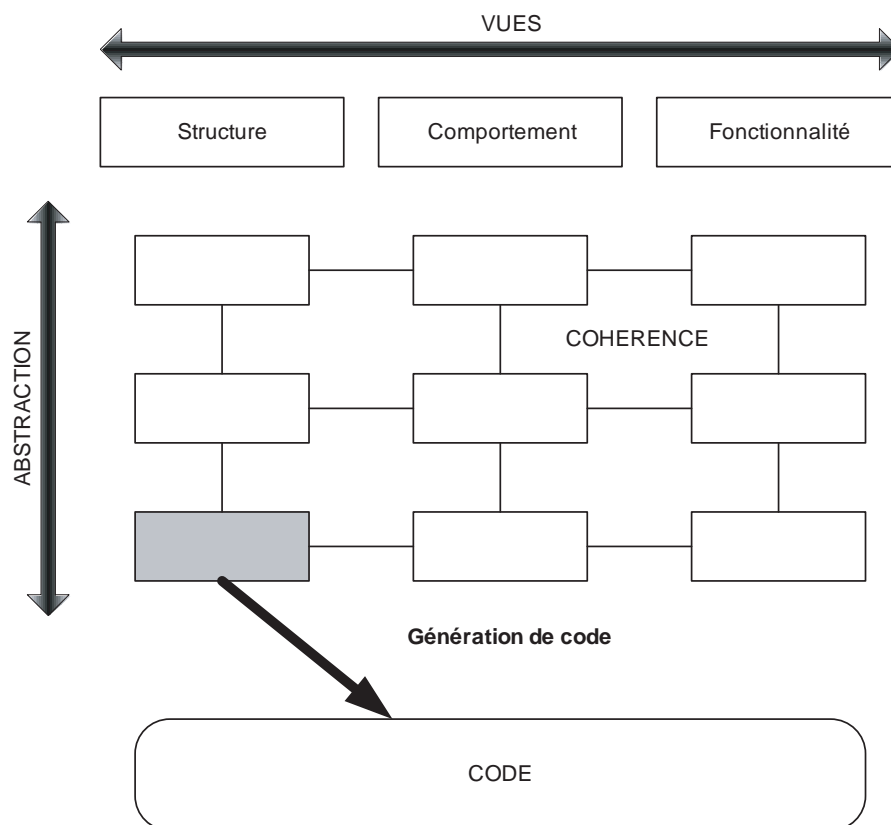 VUES
Structure
Comportement
Fonctionnalité
ABSTRACTION
COHERENCE
Génération de code
CODE